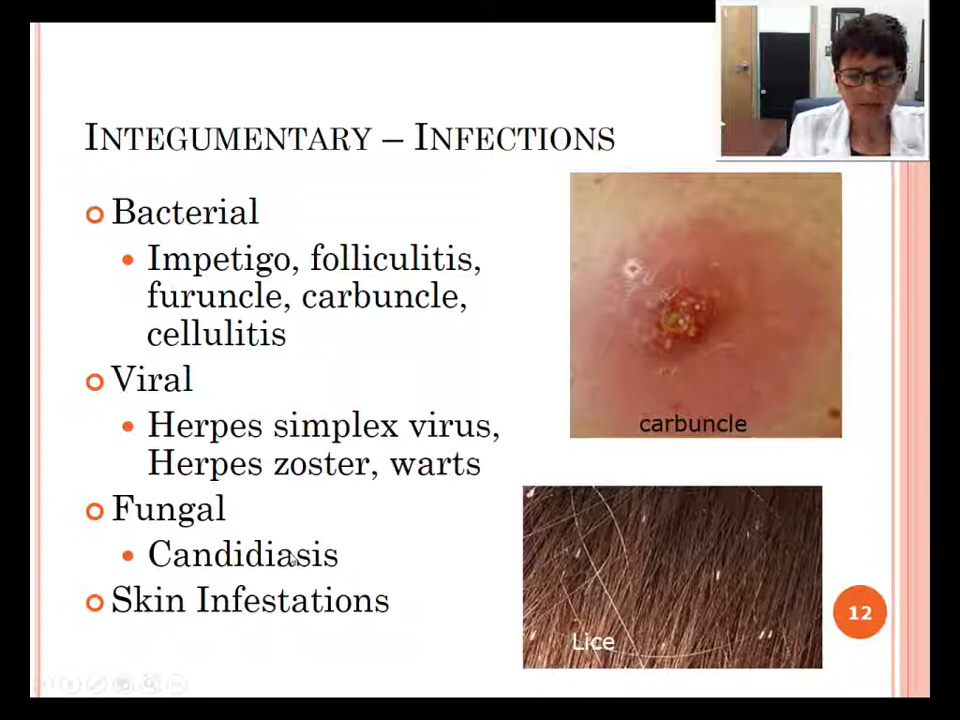 INTEGUMENTARY – INFECTIONS
Bacterial
Impetigo, folliculitis,
furuncle, carbuncle,
cellulitis
Viral
Herpes simplex virus,
Herpes zoster, warts
Fungal
Candidiasis
Skin Infestations
carbuncle
Lice
12